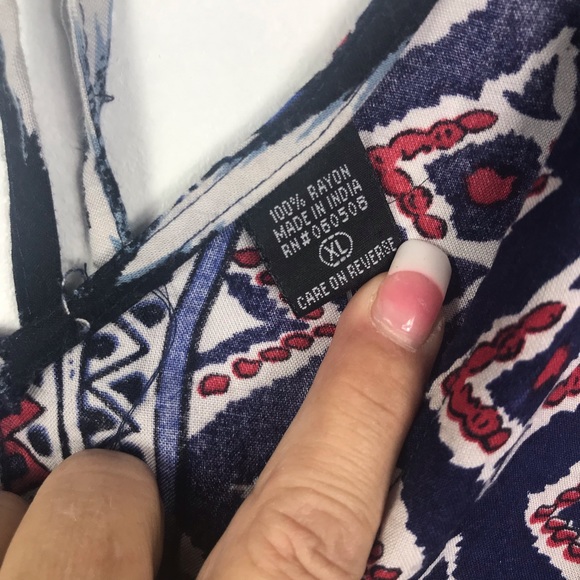 100% RAYON
MADE IN INDIA
RN#060508
XL
CARE ON REVERSE